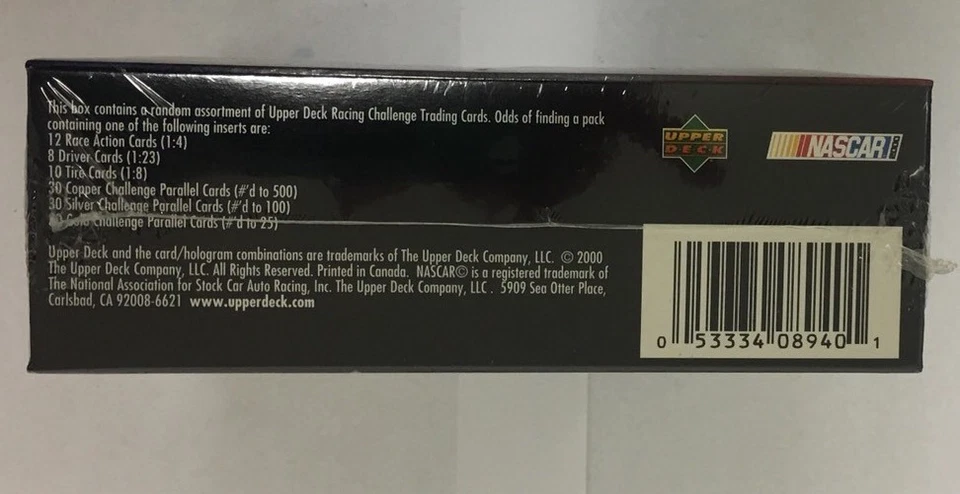 This box contains a random assortment of Upper Deck Racing Challenge Trading Cards. Odds of finding a pack
containing one of the following inserts are:
12 Race Action Cards (1:4)
8 Driver Cards (1:23)
10 Tire Cards (1:8)
30 Copper Challenge Parallel Cards (#'d to 500)
30 Silver Challenge Parallel Cards (#'d to 100)
Gold Challenge Parallel Cards (#'d to 25)
Upper Deck and the card/hologram combinations are trademarks of The Upper Deck Company, LLC. © 2000
The Upper Deck Company, LLC. All Rights Reserved. Printed in Canada. NASCAR© is a registered trademark of
The National Association for Stock Car Auto Racing, Inc. The Upper Deck Company, LLC . 5909 Sea Otter Place,
Carlsbad, CA 92008-6621 www.upperdeck.com
UPPER
DECK
NASCAR
0 53334 08940 1